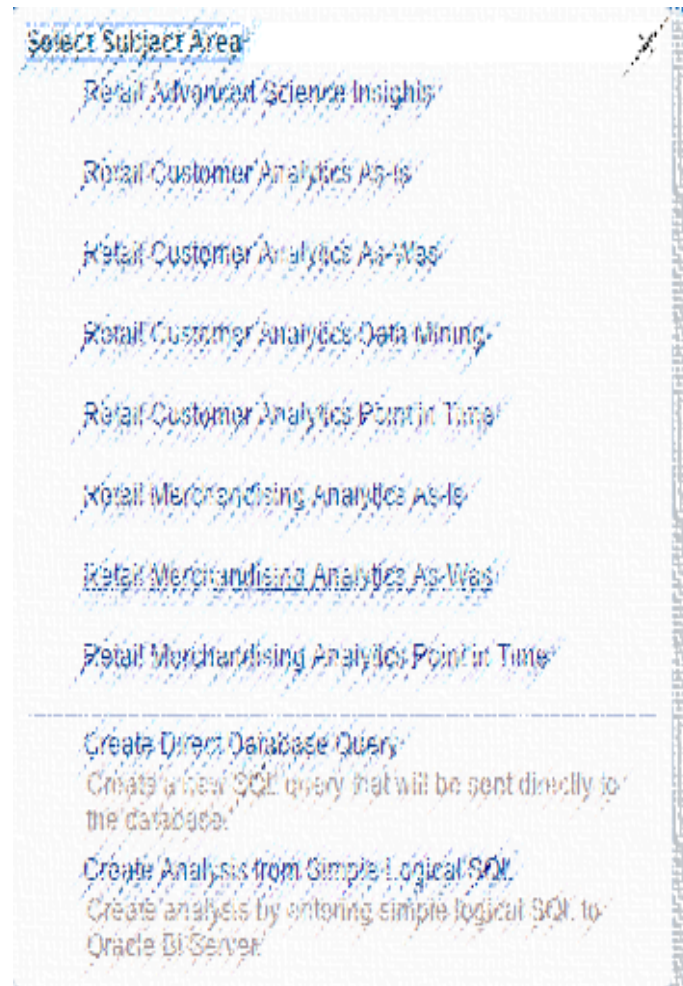 Select Subject Area
Retail Advanced Science Insights
Retail Customer Analytics As-Is
Retail Customer Analytics As-Was
Retail Customer Analytics Data Mining
Retail Customer Analytics Point in Time
Retail Merchandising Analytics As-Is
Retail Merchandising Analytics As-Was
Retail Merchandising Analytics Point in Time
Create Direct Database Query
Create a new SQL query that will be sent directly to
the database.
Create Analysis from Simple Logical SQL
Create analysis by entering simple logical SQL to
Oracle BI Server.